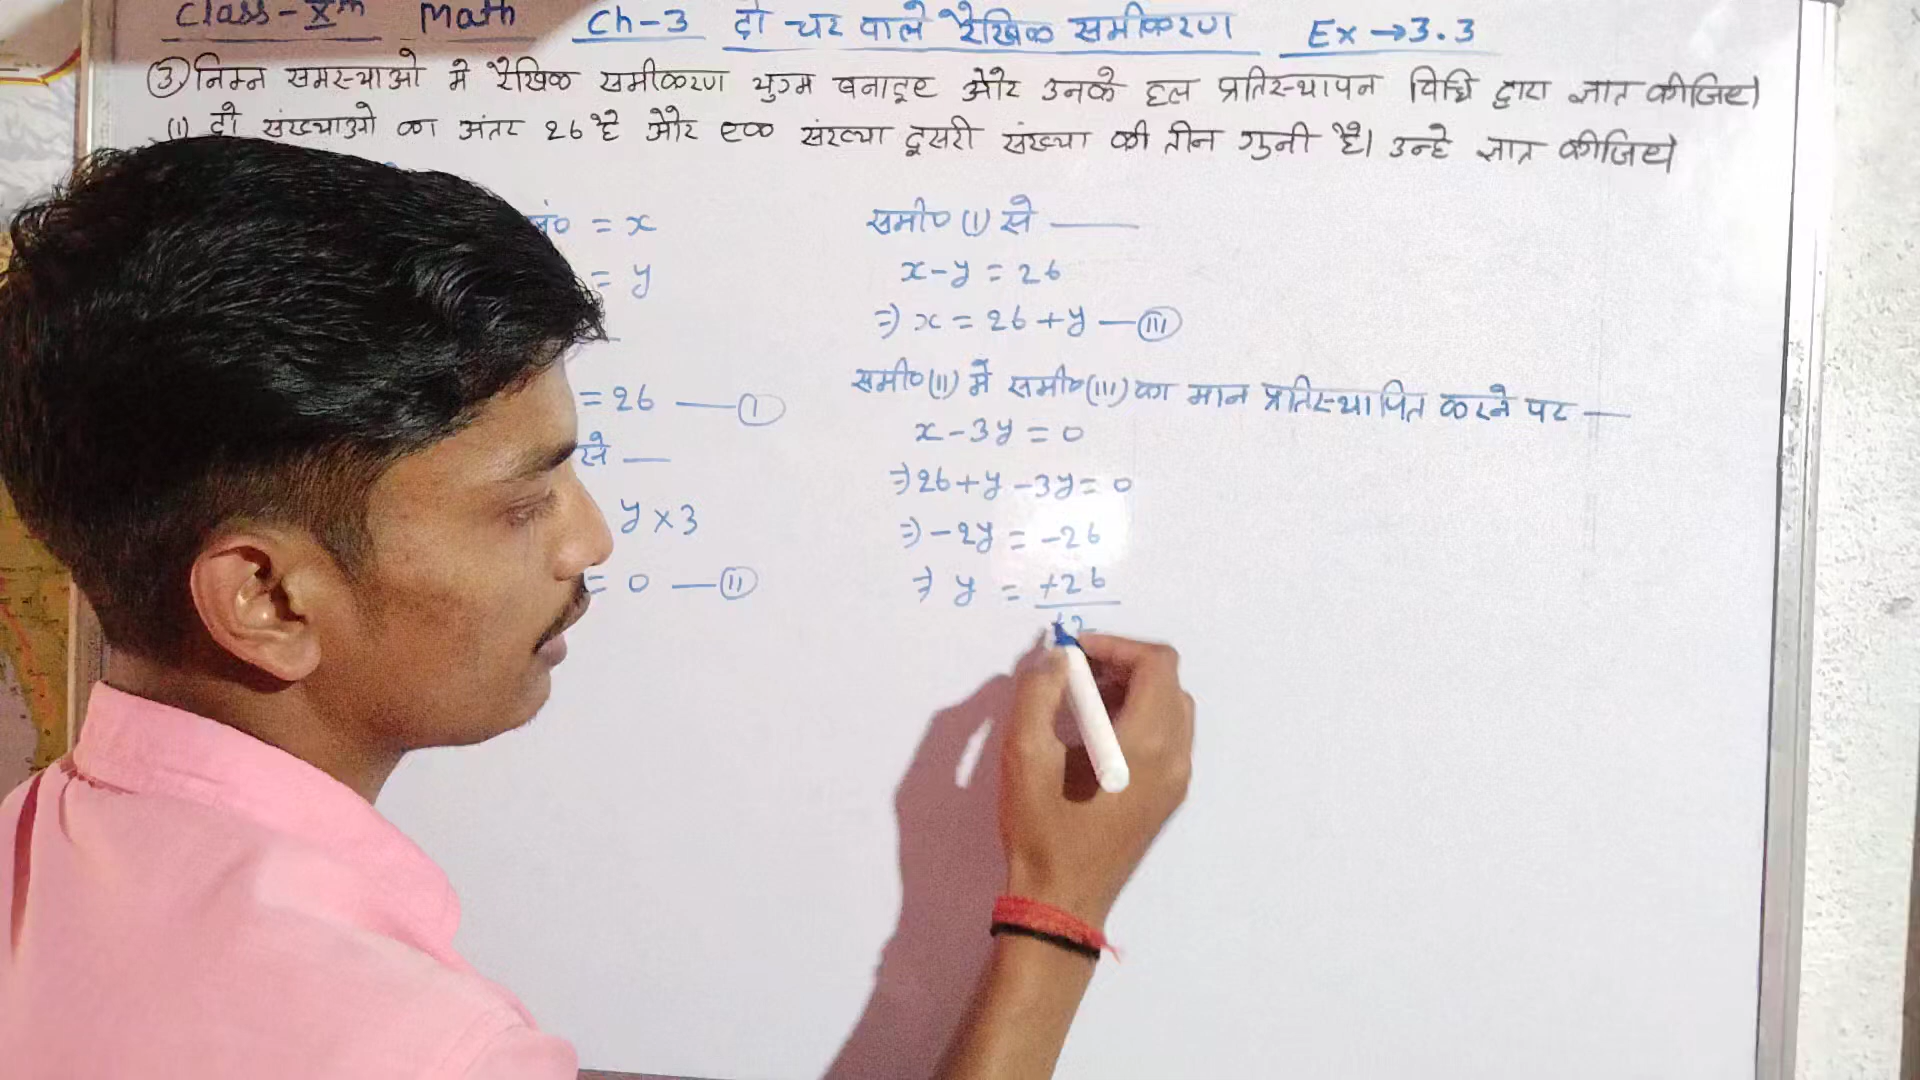 Class-Xth Math Ch-3 दो चर वाले रैखिक समीकरण Ex→3.3
③ निम्न समस्याओ मे रैखिक समीकरण युग्म बनाइए और उनके हल प्रतिस्थापन विधि द्वारा ज्ञात कीजिए।
(i) दो संख्याओ का अंतर 26 है और एक संख्या दूसरी संख्या की तीन गुनी है। उन्हे ज्ञात कीजिए।
= x
= y
= 26 —(I)
से —
y × 3
= 0 —(II)
समी० (I) से —
x - y = 26
⇒ x = 26 + y —(III)
समी० (II) में समी० (III) का मान प्रतिस्थापित करने पर —
x - 3y = 0
⇒ 26 + y - 3y = 0
⇒ -2y = -26
⇒ y = +26
+2